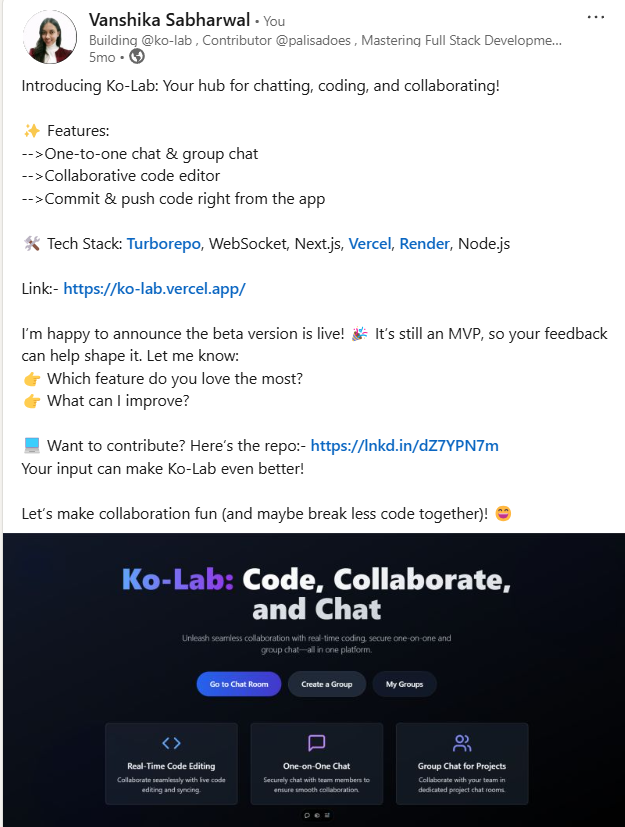 Vanshika Sabharwal • You
Building @ko-lab , Contributor @palisadoes , Mastering Full Stack Developme...
5mo •
Introducing Ko-Lab: Your hub for chatting, coding, and collaborating!
✨ Features:
-->One-to-one chat & group chat
-->Collaborative code editor
-->Commit & push code right from the app
🛠️ Tech Stack: Turborepo, WebSocket, Next.js, Vercel, Render, Node.js
Link:- https://ko-lab.vercel.app/
I’m happy to announce the beta version is live! 🎉 It’s still an MVP, so your feedback
can help shape it. Let me know:
👉 Which feature do you love the most?
👉 What can I improve?
💻 Want to contribute? Here’s the repo:- https://lnkd.in/dZ7YPN7m
Your input can make Ko-Lab even better!
Let’s make collaboration fun (and maybe break less code together)! 😄
Ko-Lab: Code, Collaborate,
and Chat
Unleash seamless collaboration with real-time coding, secure one-on-one and
group chat—all in one platform.
Go to Chat Room
Create a Group
My Groups
Real-Time Code Editing
Collaborate seamlessly with live code
editing and syncing.
One-on-One Chat
Securely chat with team members to
ensure smooth collaboration.
Group Chat for Projects
Collaborate with your team in
dedicated project chat rooms.